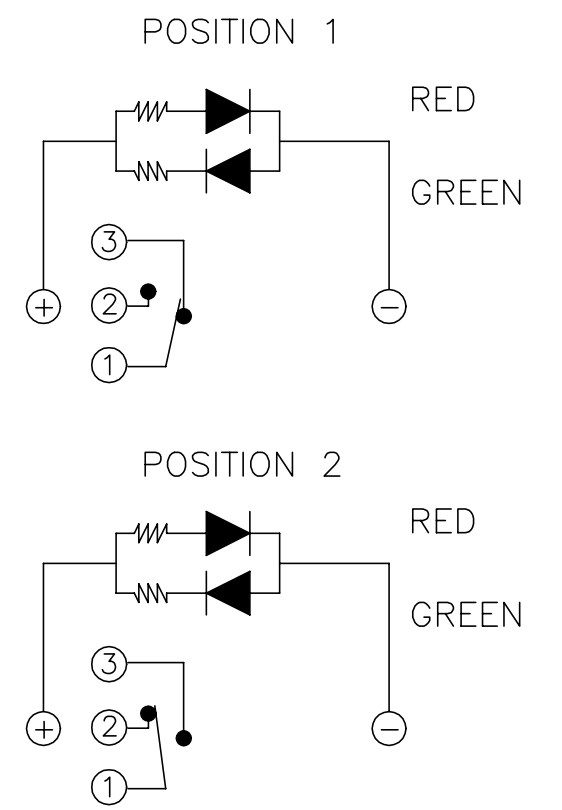 POSITION 1
RED
GREEN
3
+ 2 −
1
POSITION 2
RED
GREEN
3
+ 2 −
1